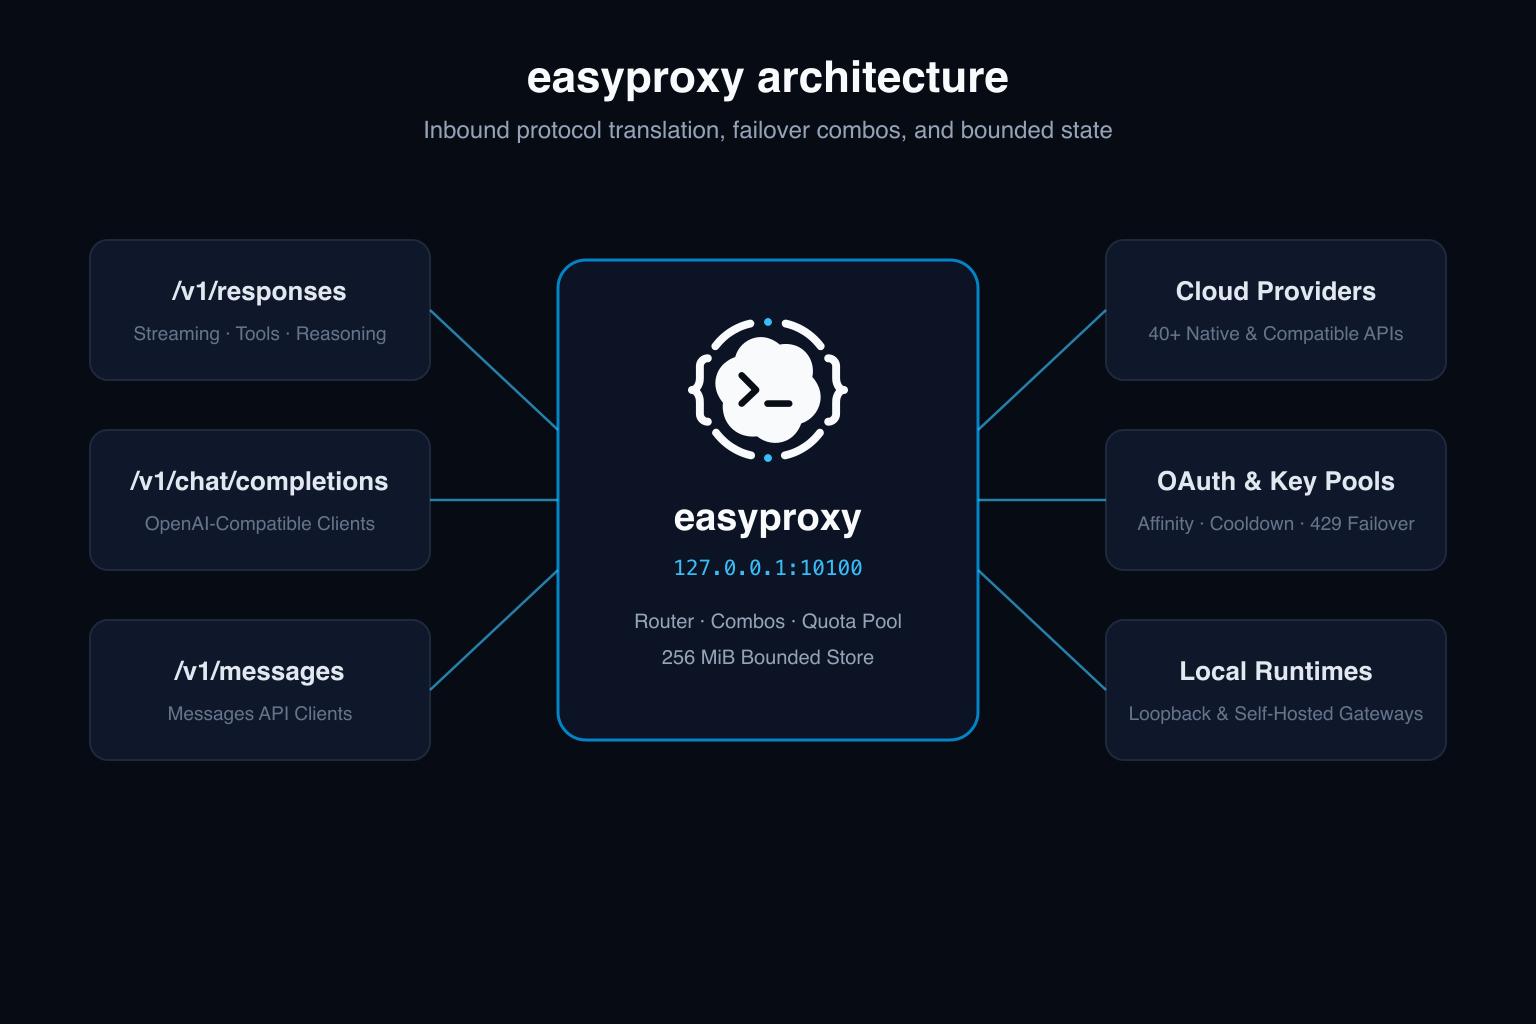 easyproxy architecture
Inbound protocol translation, failover combos, and bounded state
/v1/responses
Streaming · Tools · Reasoning
/v1/chat/completions
OpenAI-Compatible Clients
/v1/messages
Messages API Clients
easyproxy
127.0.0.1:10100
Router · Combos · Quota Pool
256 MiB Bounded Store
Cloud Providers
40+ Native & Compatible APIs
OAuth & Key Pools
Affinity · Cooldown · 429 Failover
Local Runtimes
Loopback & Self-Hosted Gateways